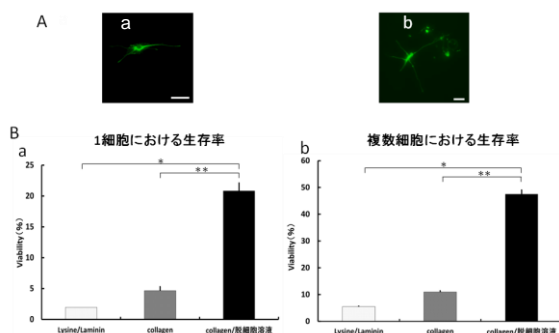 A
a
b
B
1細胞における生存率
a
*
**
Viability(%)
25
20
15
10
5
0
Lysine/Laminin
collagen
collagen/脱細胞溶液
複数細胞における生存率
b
*
**
Viability(%)
60
50
40
30
20
10
0
Lysine/Laminin
collagen
collagen/脱細胞溶液